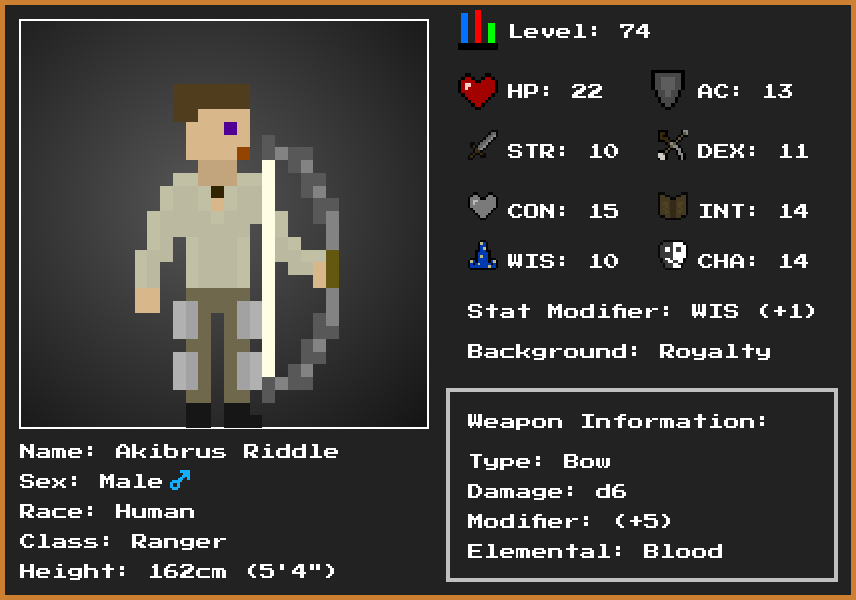 Level: 74
HP: 22
AC: 13
STR: 10
DEX: 11
CON: 15
INT: 14
WIS: 10
CHA: 14
Stat Modifier: WIS (+1)
Background: Royalty
Weapon Information:
Type: Bow
Damage: d6
Modifier: (+5)
Elemental: Blood
Name: Akibrus Riddle
Sex: Male♂
Race: Human
Class: Ranger
Height: 162cm (5'4")